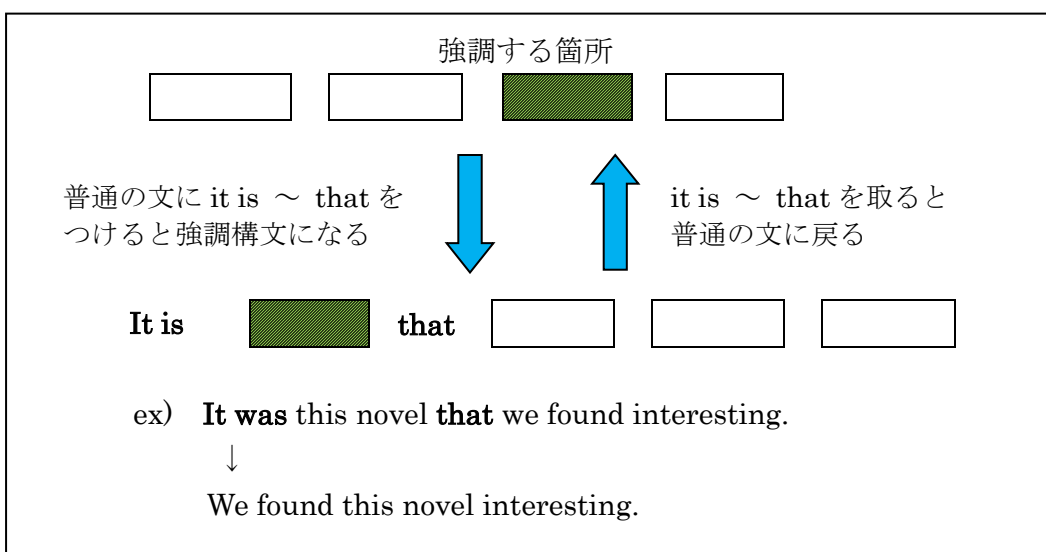 強調する箇所
普通の文に it is ～ that を
つけると強調構文になる
it is ～ that を取ると
普通の文に戻る
It is that
ex) It was this novel that we found interesting.
↓
We found this novel interesting.